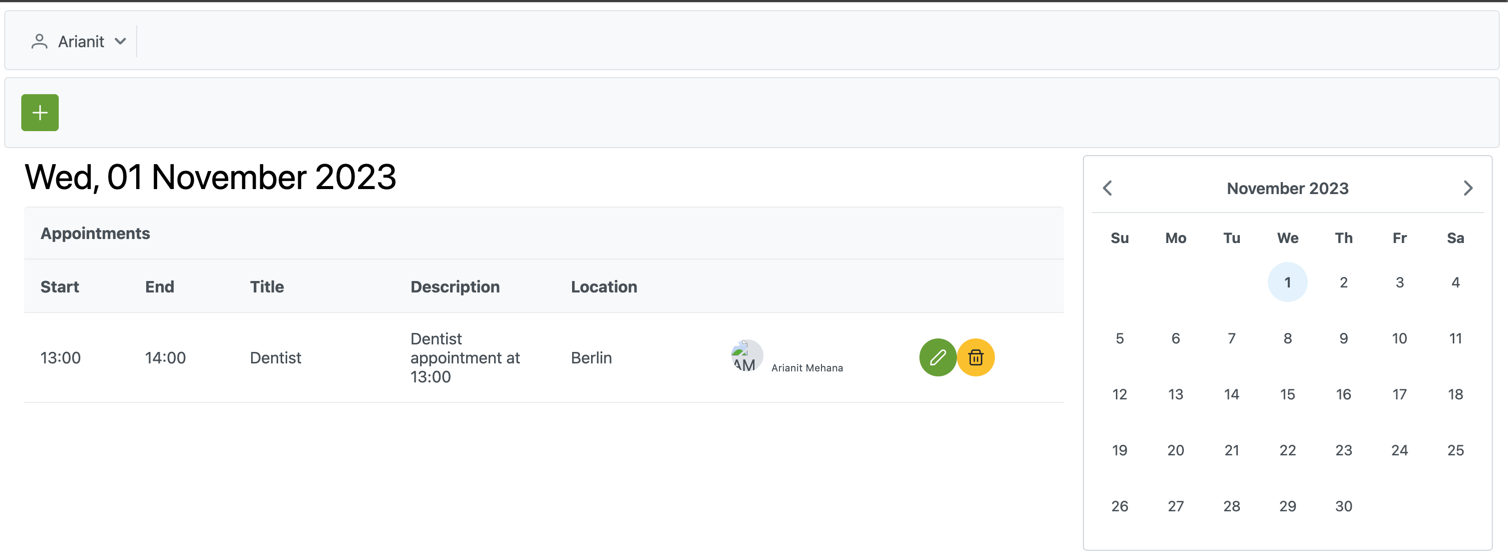 Arianit
Wed, 01 November 2023
Appointments
Start End Title Description Location
13:00 14:00 Dentist Dentist appointment at 13:00 Berlin AM Arianit Mehana
November 2023
Su Mo Tu We Th Fr Sa
1 2 3 4
5 6 7 8 9 10 11
12 13 14 15 16 17 18
19 20 21 22 23 24 25
26 27 28 29 30